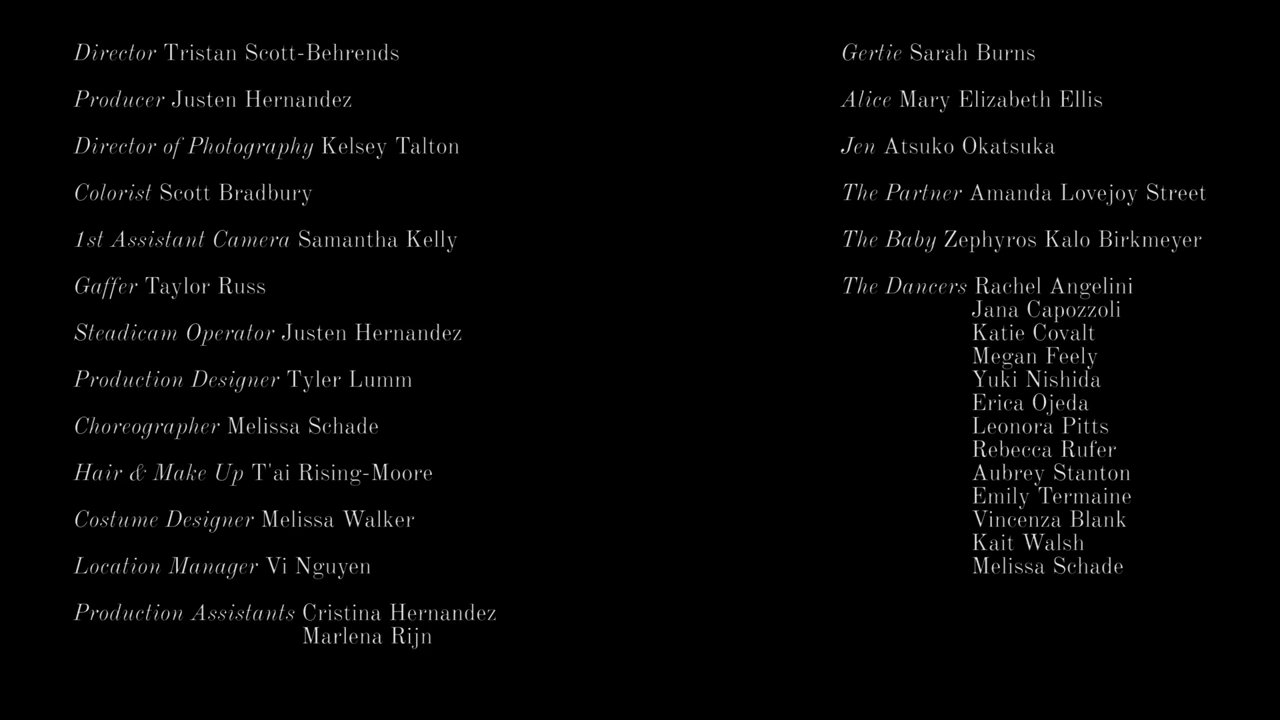 Director Tristan Scott-Behrends
Producer Justen Hernandez
Director of Photography Kelsey Talton
Colorist Scott Bradbury
1st Assistant Camera Samantha Kelly
Gaffer Taylor Russ
Steadicam Operator Justen Hernandez
Production Designer Tyler Lumm
Choreographer Melissa Schade
Hair & Make Up T'ai Rising-Moore
Costume Designer Melissa Walker
Location Manager Vi Nguyen
Production Assistants Cristina Hernandez
Marlena Rijn
Gertie Sarah Burns
Alice Mary Elizabeth Ellis
Jen Atsuko Okatsuka
The Partner Amanda Lovejoy Street
The Baby Zephyros Kalo Birkmeyer
The Dancers Rachel Angelini
Jana Capozzoli
Katie Covalt
Megan Feely
Yuki Nishida
Erica Ojeda
Leonora Pitts
Rebecca Rufer
Aubrey Stanton
Emily Termaine
Vincenza Blank
Kait Walsh
Melissa Schade